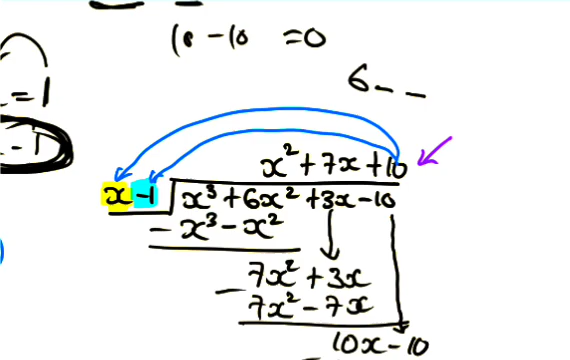 10 - 10 = 0
6 - -
= 1
- 1
x² + 7x + 10
x - 1 x³ + 6x² + 3x - 10
- x³ - x²
7x² + 3x
- 7x² - 7x
10x - 10